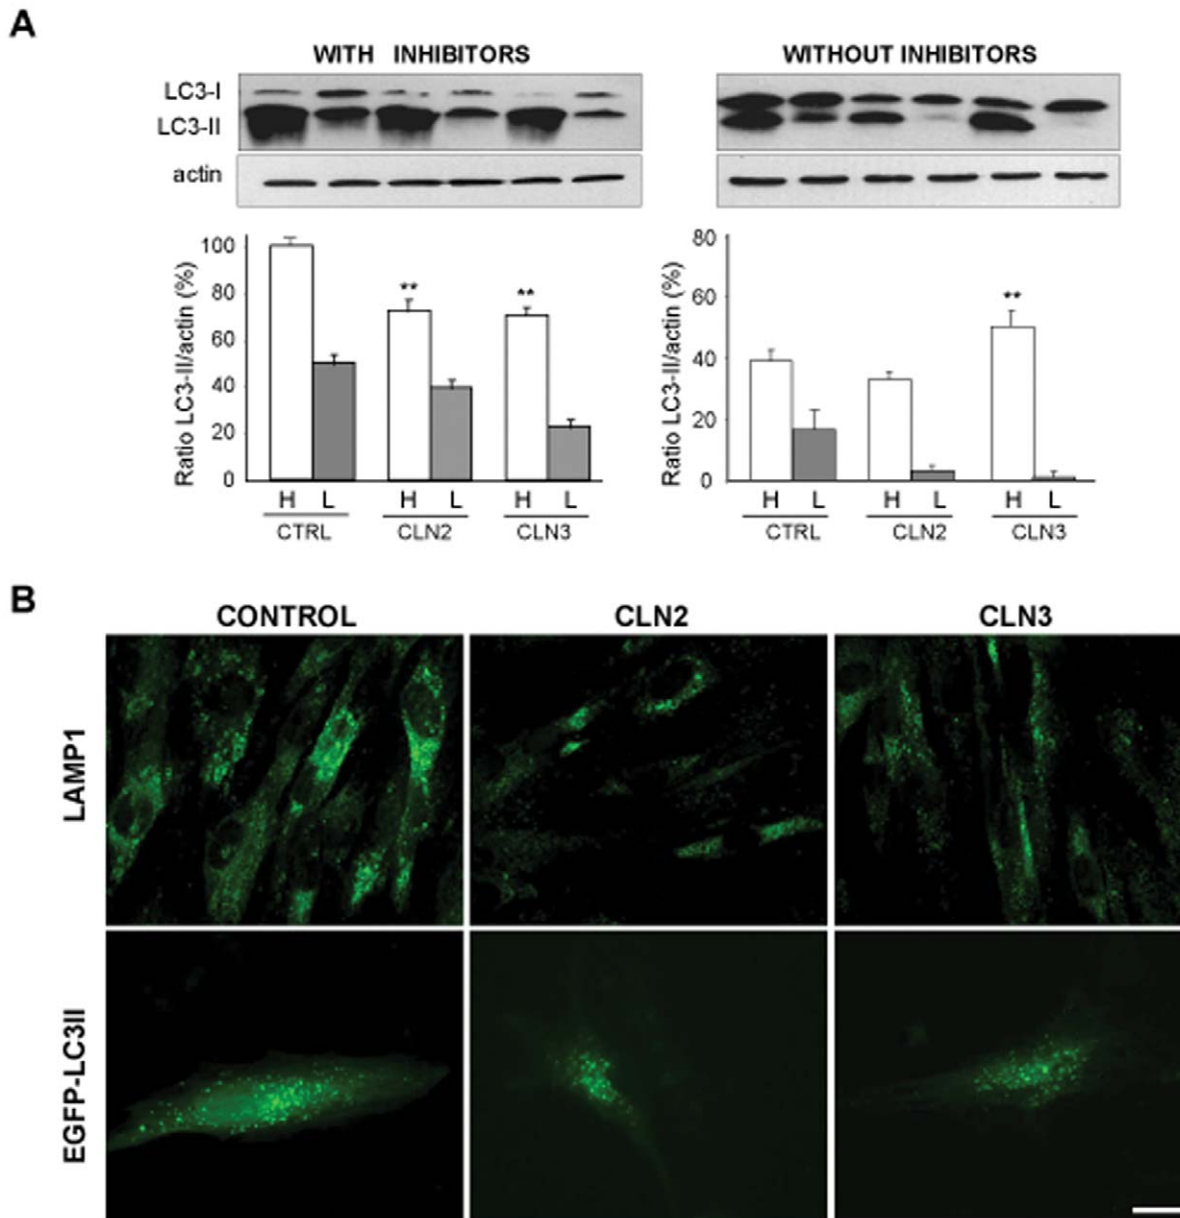 A
WITH INHIBITORS
WITHOUT INHIBITORS
LC3-I
LC3-II
actin
Ratio LC3-II/actin (%)
100
80
60
40
20
0
**
**
H L H L H L
CTRL CLN2 CLN3
Ratio LC3-II/actin (%)
80
60
40
20
0
**
H L H L H L
CTRL CLN2 CLN3
B
CONTROL CLN2 CLN3
LAMP1
EGFP-LC3II